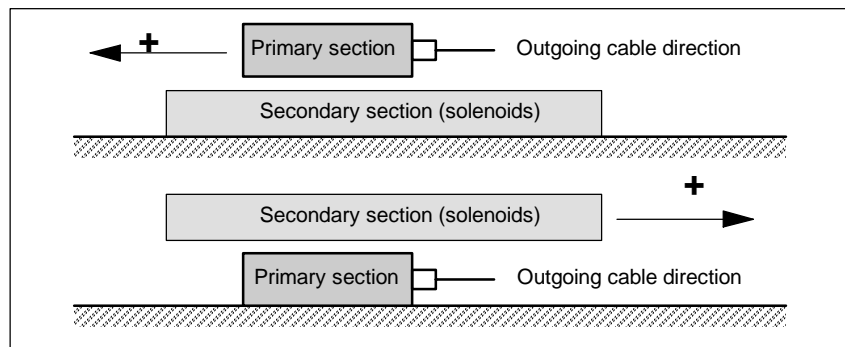 +
Primary section
Outgoing cable direction
Secondary section (solenoids)
+
Secondary section (solenoids)
Primary section
Outgoing cable direction